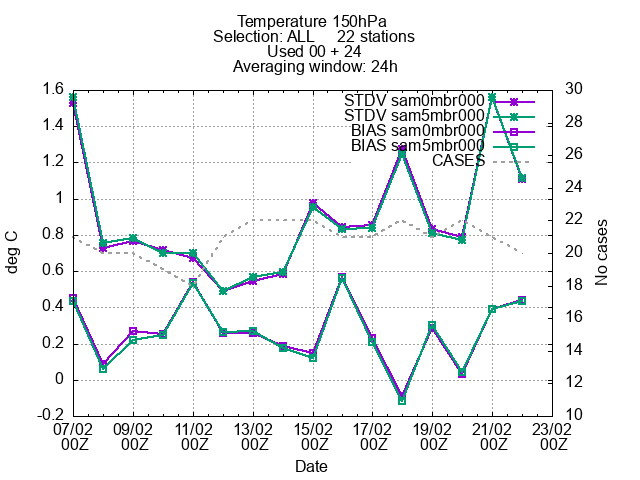 Temperature 150hPa
Selection: ALL 22 stations
Used 00 + 24
Averaging window: 24h
STDV sam0mbr000
STDV sam5mbr000
BIAS sam0mbr000
BIAS sam5mbr000
CASES
deg C
1.6
1.4
1.2
1
0.8
0.6
0.4
0.2
0
-0.2
No cases
30
28
26
24
22
20
18
16
14
12
10
07/02 09/02 11/02 13/02 15/02 17/02 19/02 21/02 23/02
00Z 00Z 00Z 00Z 00Z 00Z 00Z 00Z 00Z
Date